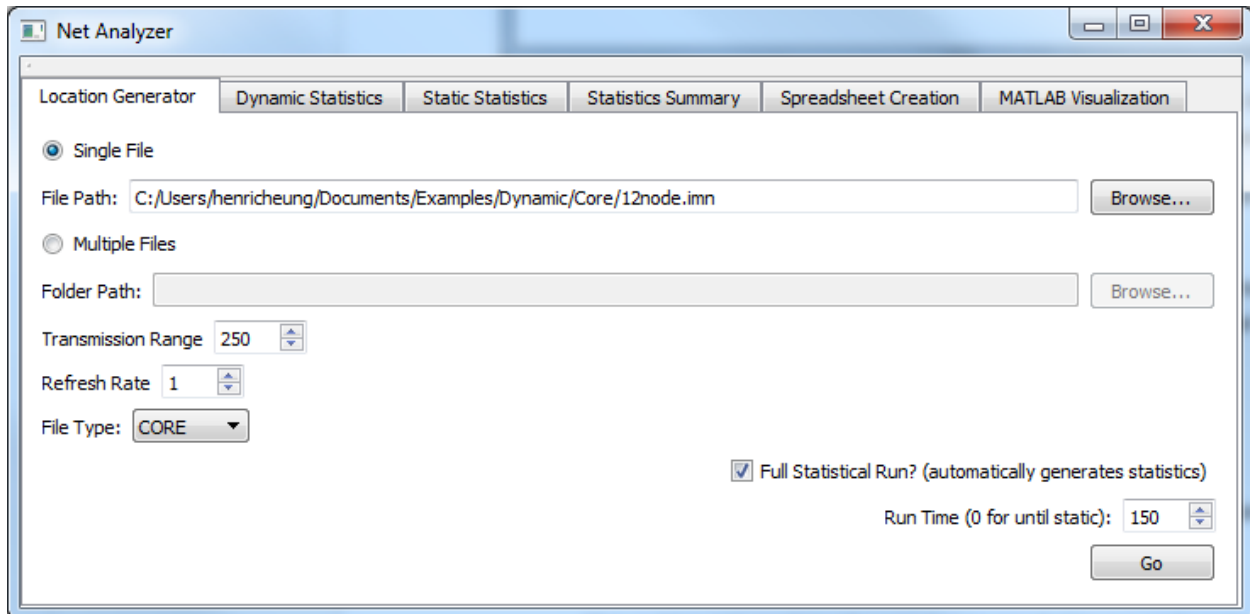 Net Analyzer
Location Generator Dynamic Statistics Static Statistics Statistics Summary Spreadsheet Creation MATLAB Visualization
Single File
File Path: C:/Users/henricheung/Documents/Examples/Dynamic/Core/12node.imn Browse...
Multiple Files
Folder Path: Browse...
Transmission Range 250
Refresh Rate 1
File Type: CORE
Full Statistical Run? (automatically generates statistics)
Run Time (0 for until static): 150
Go